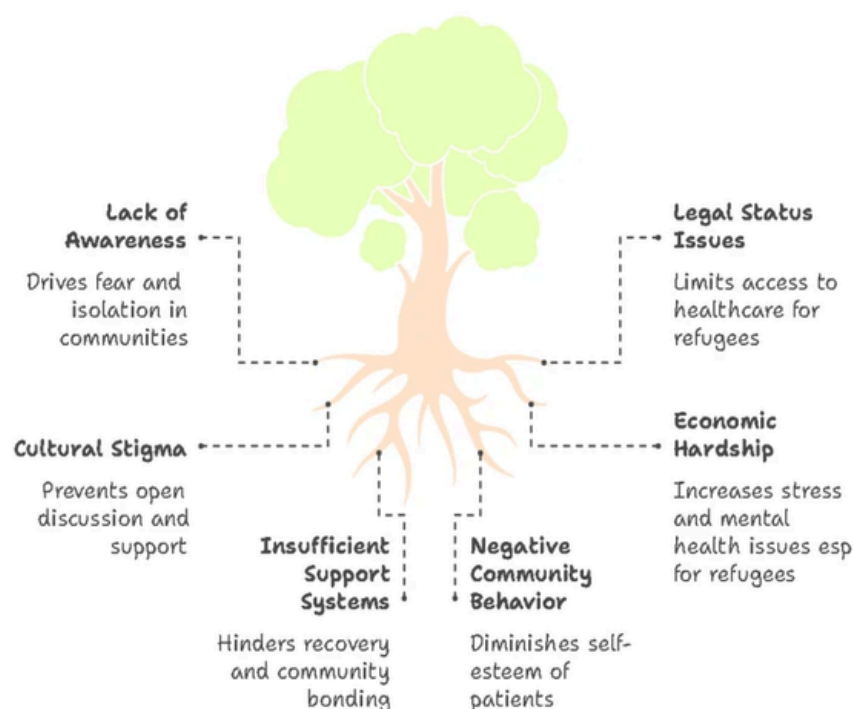 Lack of
Awareness
Drives fear and
isolation in
communities
Cultural Stigma
Prevents open
discussion and
support
Insufficient
Support
Systems
Hinders recovery
and community
bonding
Negative
Community
Behavior
Diminishes self-
esteem of
patients
Legal Status
Issues
Limits access to
healthcare for
refugees
Economic
Hardship
Increases stress
and mental
health issues esp
for refugees